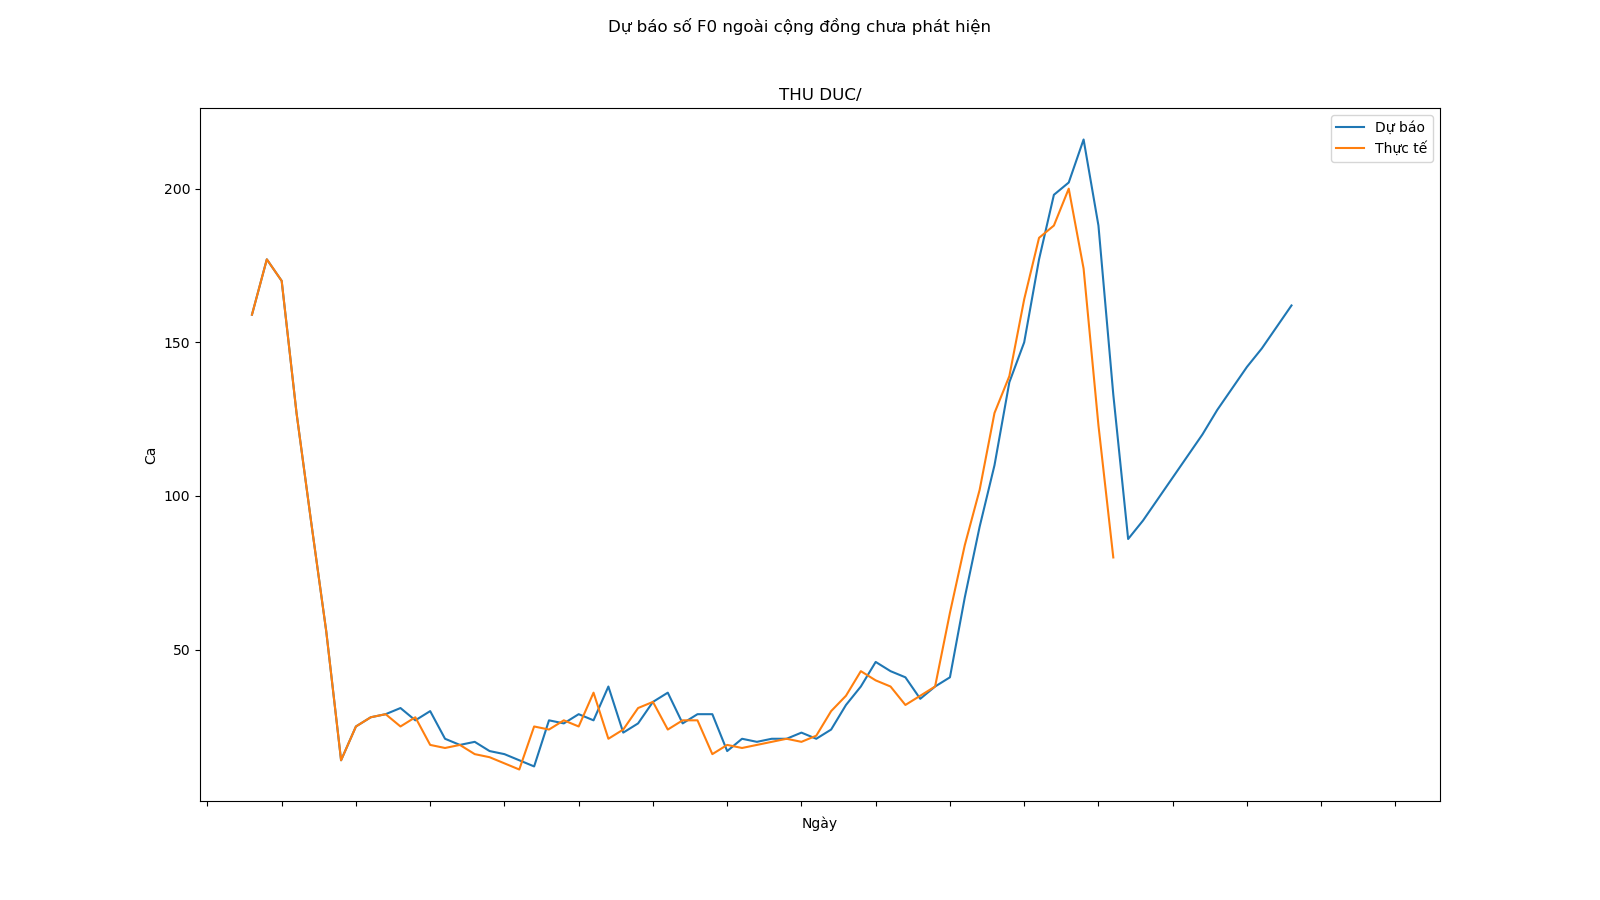 Dự báo số F0 ngoài cộng đồng chưa phát hiện
THU DUC/
Dự báo
Thực tế
200
150
100
50
Ca
Ngày